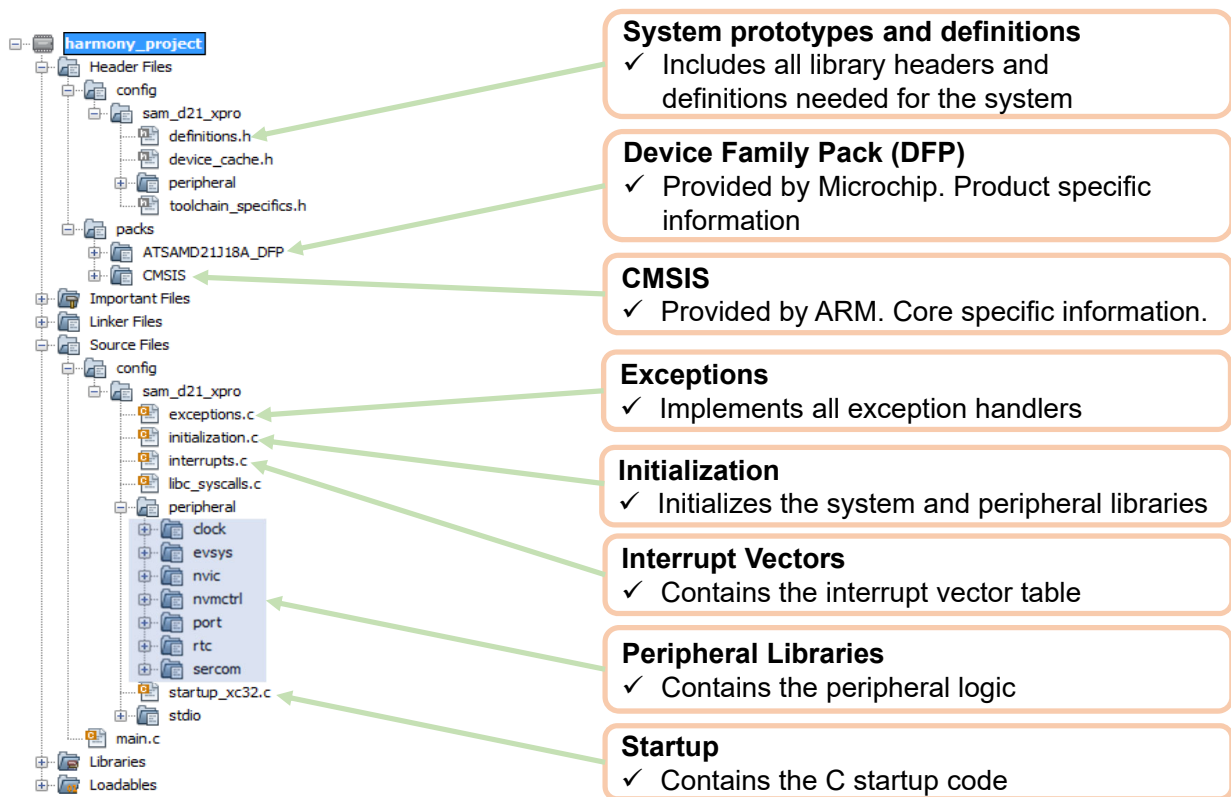 harmony_project
Header Files
config
sam_d21_xpro
definitions.h
device_cache.h
peripheral
toolchain_specifics.h
packs
ATSAMD21J18A_DFP
CMSIS
Important Files
Linker Files
Source Files
config
sam_d21_xpro
exceptions.c
initialization.c
interrupts.c
libc_syscalls.c
peripheral
clock
evsys
nvic
nvmctrl
port
rtc
sercom
startup_xc32.c
stdio
main.c
Libraries
Loadables
System prototypes and definitions
✓ Includes all library headers and
definitions needed for the system
Device Family Pack (DFP)
✓ Provided by Microchip. Product specific
information
CMSIS
✓ Provided by ARM. Core specific information.
Exceptions
✓ Implements all exception handlers
Initialization
✓ Initializes the system and peripheral libraries
Interrupt Vectors
✓ Contains the interrupt vector table
Peripheral Libraries
✓ Contains the peripheral logic
Startup
✓ Contains the C startup code